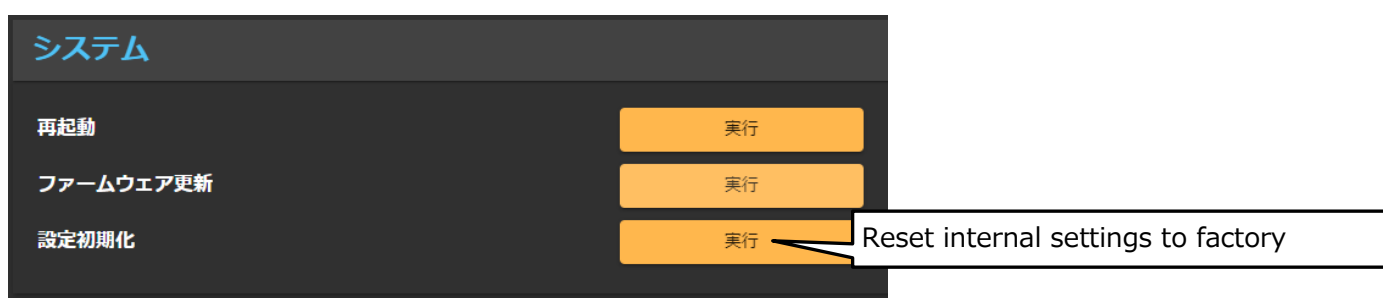 システム
再起動 実行
ファームウェア更新 実行
設定初期化 実行 Reset internal settings to factory